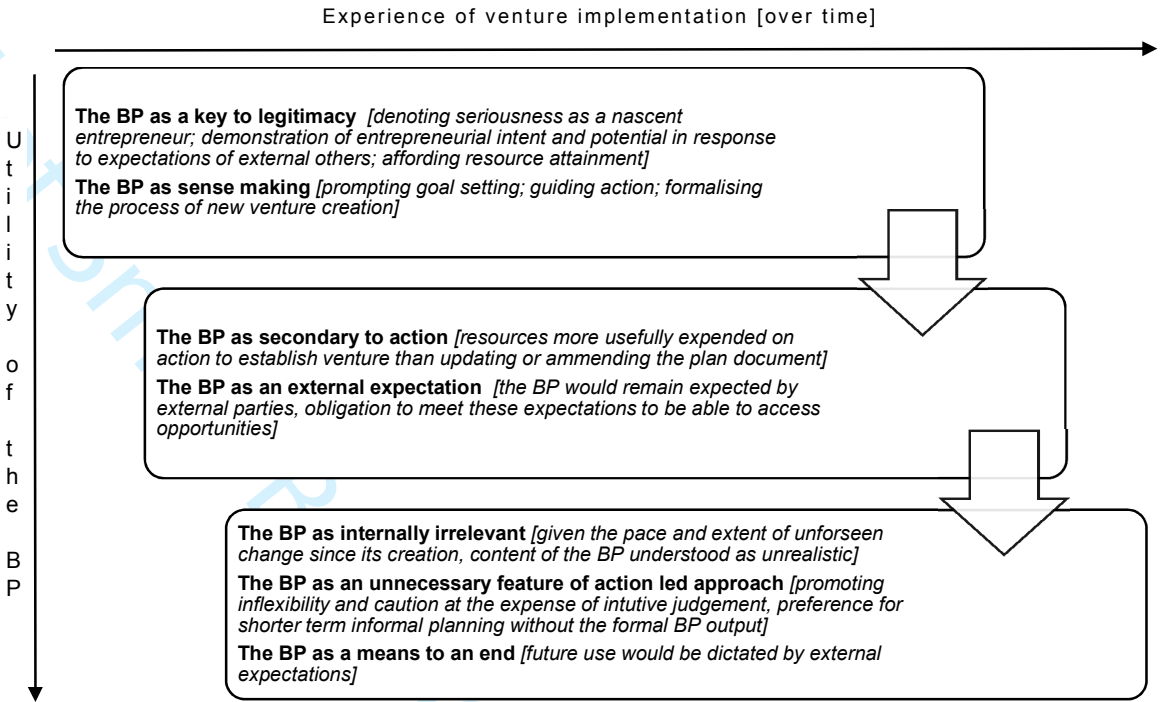 Experience of venture implementation [over time]
Utility of the BP
The BP as a key to legitimacy [denoting seriousness as a nascent
entrepreneur; demonstration of entrepreneurial intent and potential in response
to expectations of external others; affording resource attainment]
The BP as sense making [prompting goal setting; guiding action; formalising
the process of new venture creation]
The BP as secondary to action [resources more usefully expended on
action to establish venture than updating or ammending the plan document]
The BP as an external expectation [the BP would remain expected by
external parties, obligation to meet these expectations to be able to access
opportunities]
The BP as internally irrelevant [given the pace and extent of unforseen
change since its creation, content of the BP understood as unrealistic]
The BP as an unnecessary feature of action led approach [promoting
inflexibility and caution at the expense of intutive judgement, preference for
shorter term informal planning without the formal BP output]
The BP as a means to an end [future use would be dictated by external
expectations]